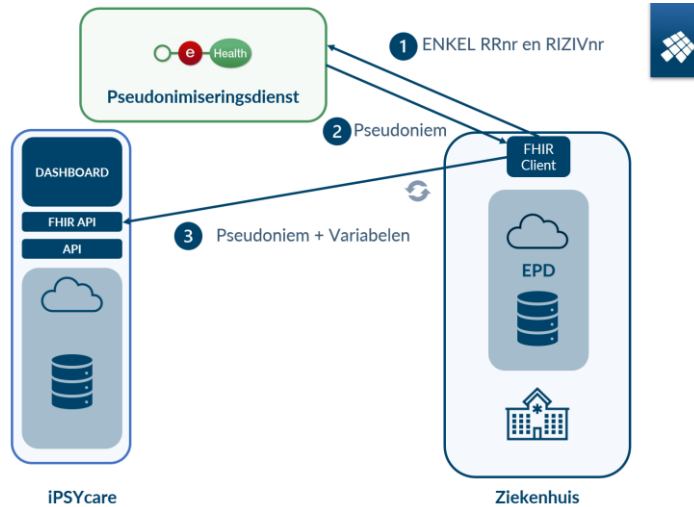 1 ENKEL RRnr en RIZIVnr
e Health
Pseudonimiseringsdienst
2 Pseudoniem
FHIR
Client
DASHBOARD
FHIR API
3 Pseudoniem + Variabelen
API
EPD
iPSYcare
Ziekenhuis